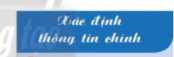 Xác định
thông tin chính